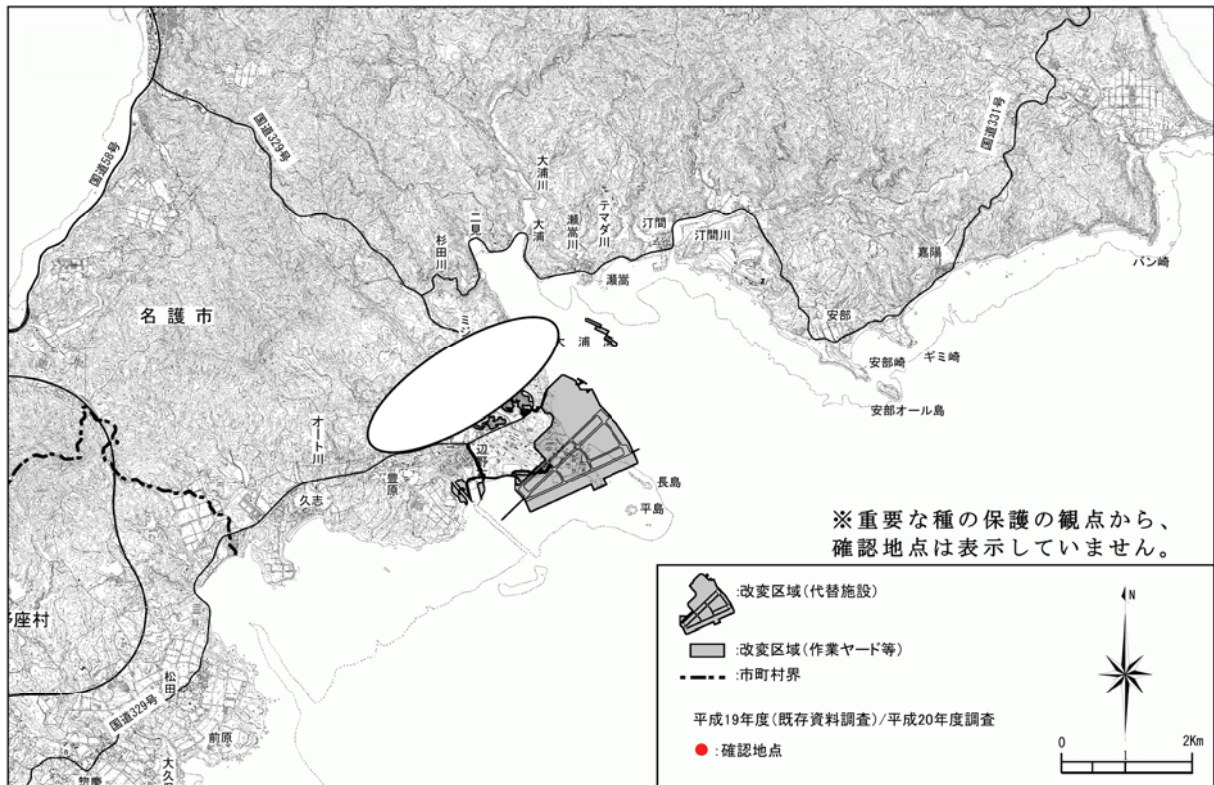 国道58号
国道329号
国道331号
大浦川
大浦
瀬嵩川
テマダ川
汀間
汀間川
二見
杉田川
瀬嵩
嘉陽
バン崎
安部
安部崎
ギミ崎
安部オール島
名護市
ミジ
大浦
オート川
辺野
豊原
久志
長島
平島
座村
松田
国道329号
前原
大久
惣慶
※重要な種の保護の観点から、
確認地点は表示していません。
:改変区域(代替施設)
:改変区域(作業ヤード等)
:市町村界
平成19年度(既存資料調査)/平成20年度調査
:確認地点
N
0 1 2Km